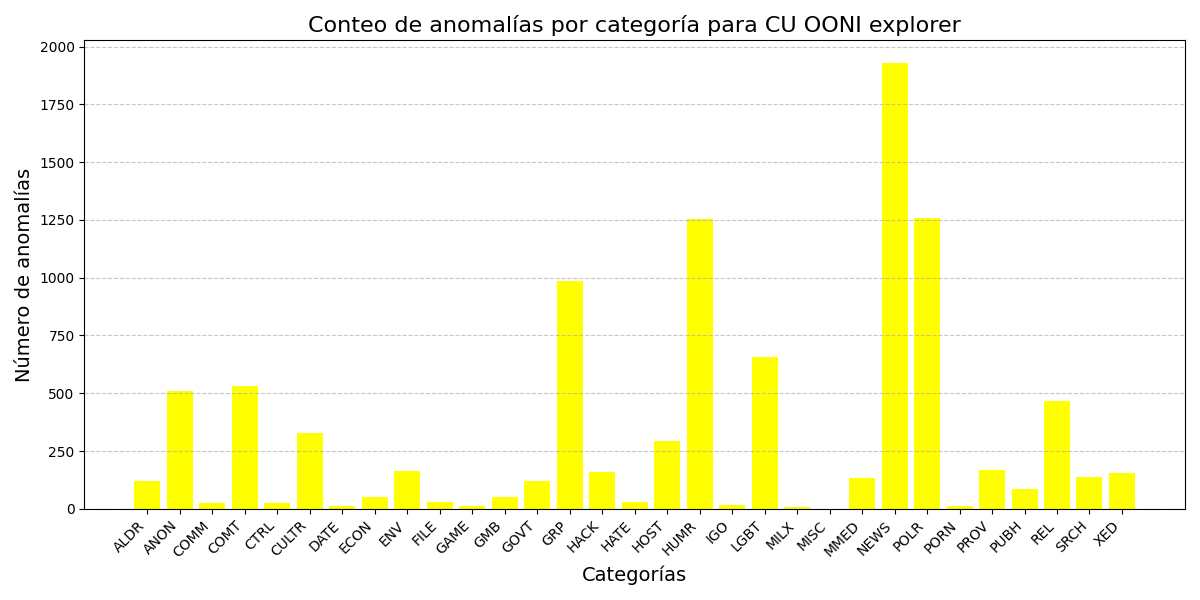 Conteo de anomalías por categoría para CU OONI explorer
Número de anomalías
2000
1750
1500
1250
1000
750
500
250
0
ALDR
ANON
COMM
COMT
CTRL
CULTR
DATE
ECON
ENV
FILE
GAME
GMB
GOVT
GRP
HACK
HATE
HOST
HUMR
IGO
LGBT
MILX
MISC
MMED
NEWS
POLR
PORN
PROV
PUBH
REL
SRCH
XED
Categorías